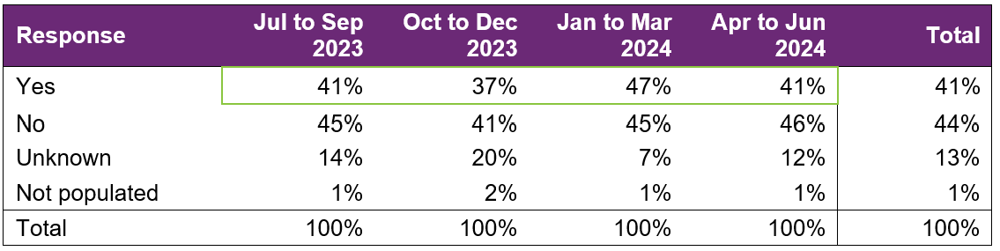 Response Jul to Sep 2023 Oct to Dec 2023 Jan to Mar 2024 Apr to Jun 2024 Total
Yes 41% 37% 47% 41% 41%
No 45% 41% 45% 46% 44%
Unknown 14% 20% 7% 12% 13%
Not populated 1% 2% 1% 1% 1%
Total 100% 100% 100% 100% 100%